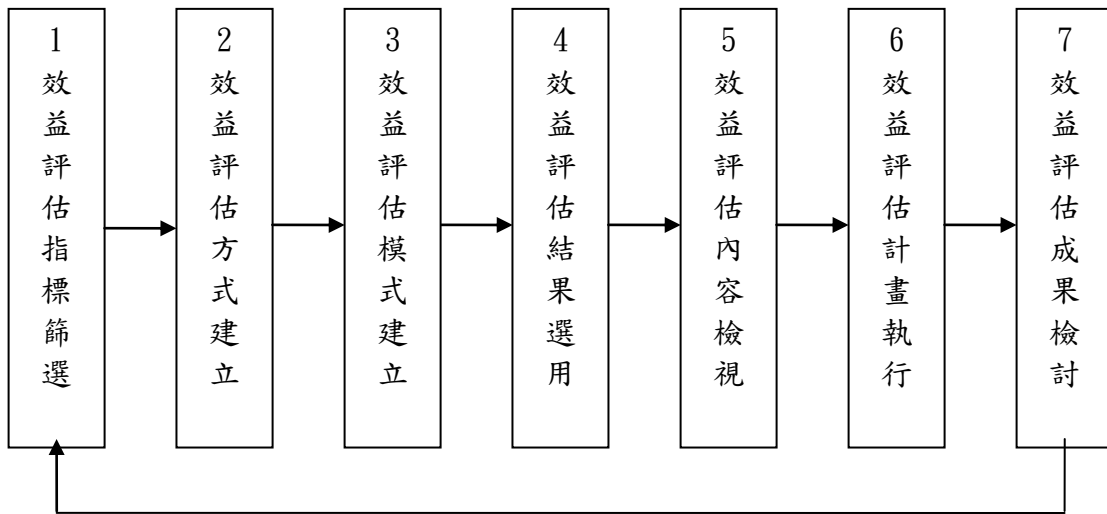 1
效益評估指標篩選
2
效益評估方式建立
3
效益評估模式建立
4
效益評估結果選用
5
效益評估內容檢視
6
效益評估計畫執行
7
效益評估成果檢討